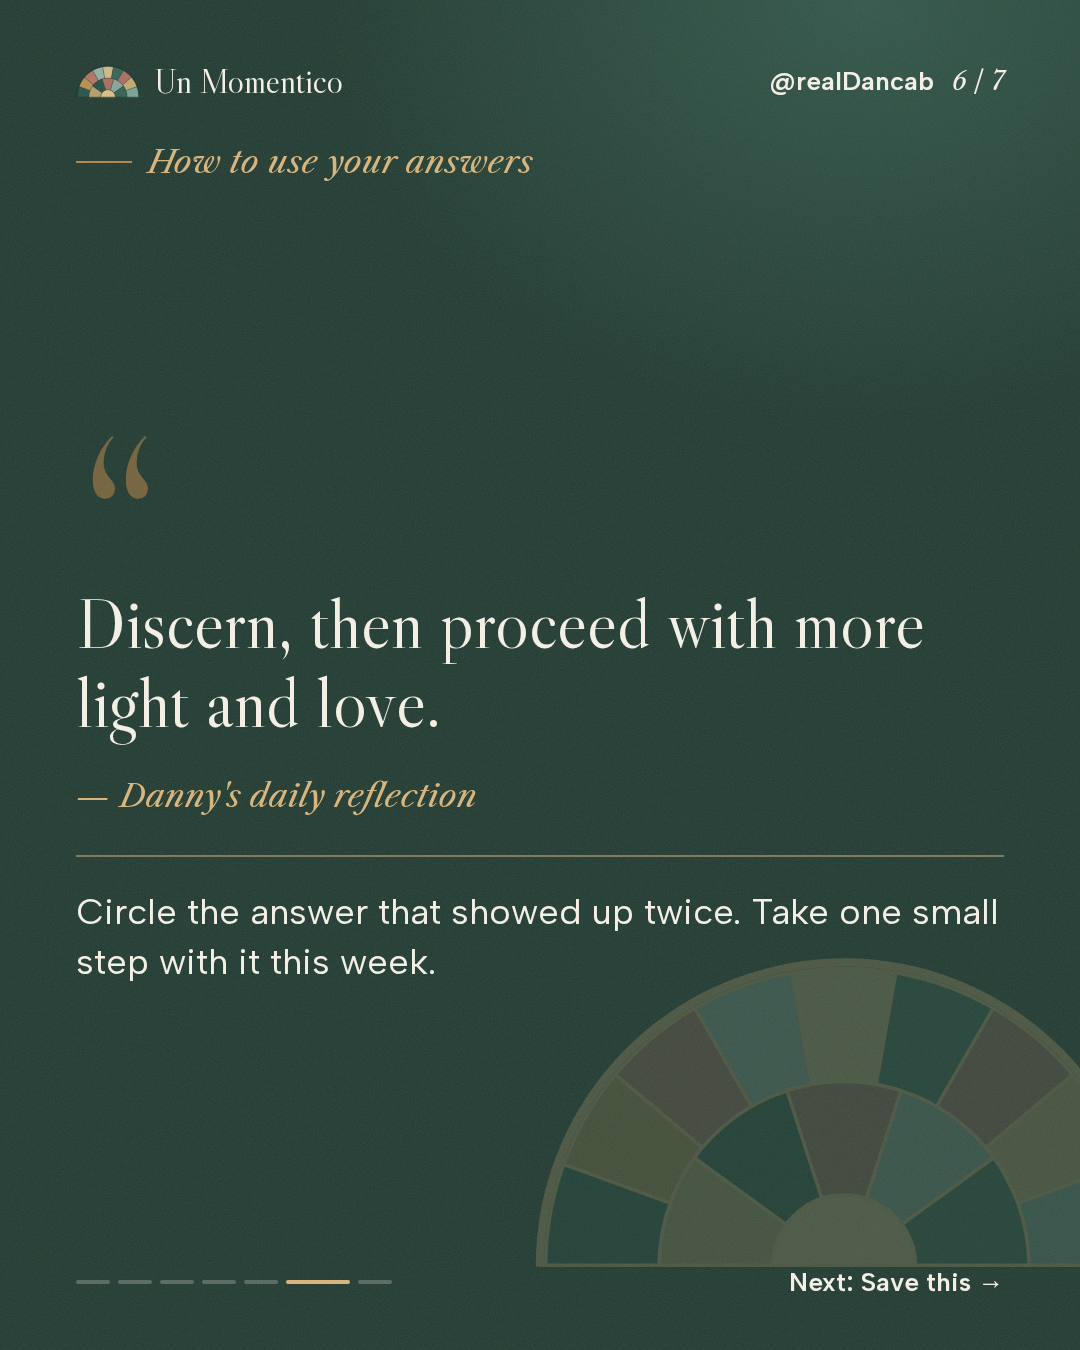 Un Momentico
@realDancab 6 / 7
How to use your answers
“
Discern, then proceed with more
light and love.
— Danny's daily reflection
Circle the answer that showed up twice. Take one small
step with it this week.
Next: Save this →